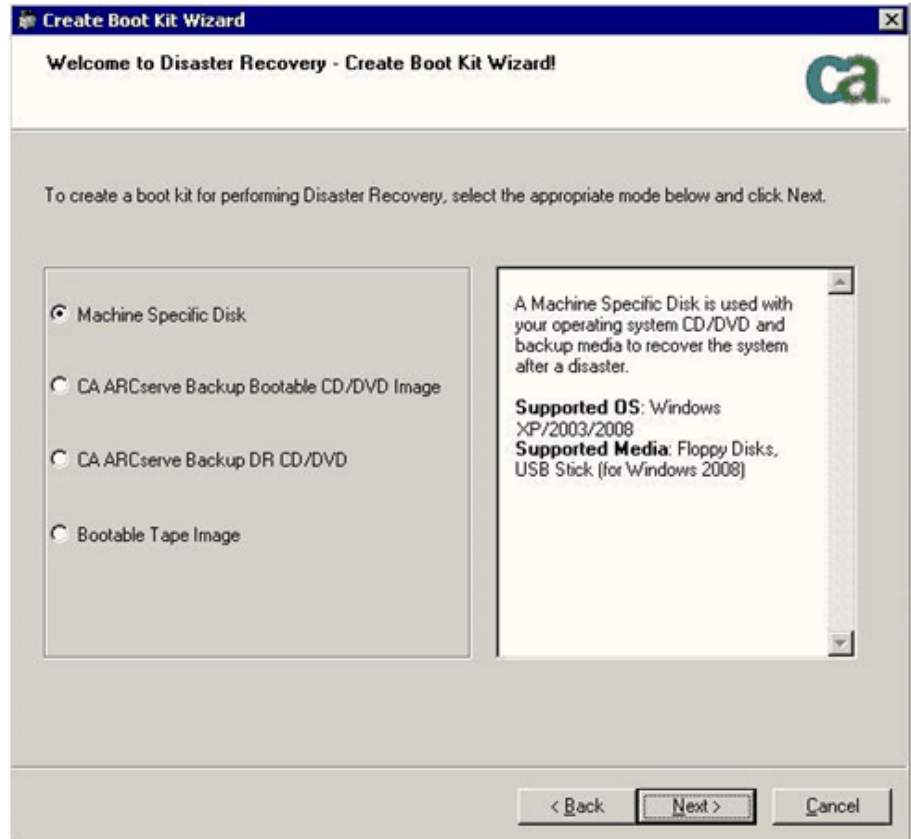 Create Boot Kit Wizard
Welcome to Disaster Recovery - Create Boot Kit Wizard!
ca
To create a boot kit for performing Disaster Recovery, select the appropriate mode below and click Next.
Machine Specific Disk
CA ARCserve Backup Bootable CD/DVD Image
CA ARCserve Backup DR CD/DVD
Bootable Tape Image
A Machine Specific Disk is used with
your operating system CD/DVD and
backup media to recover the system
after a disaster.
Supported OS: Windows
XP/2003/2008
Supported Media: Floppy Disks,
USB Stick (for Windows 2008)
< Back
Next >
Cancel